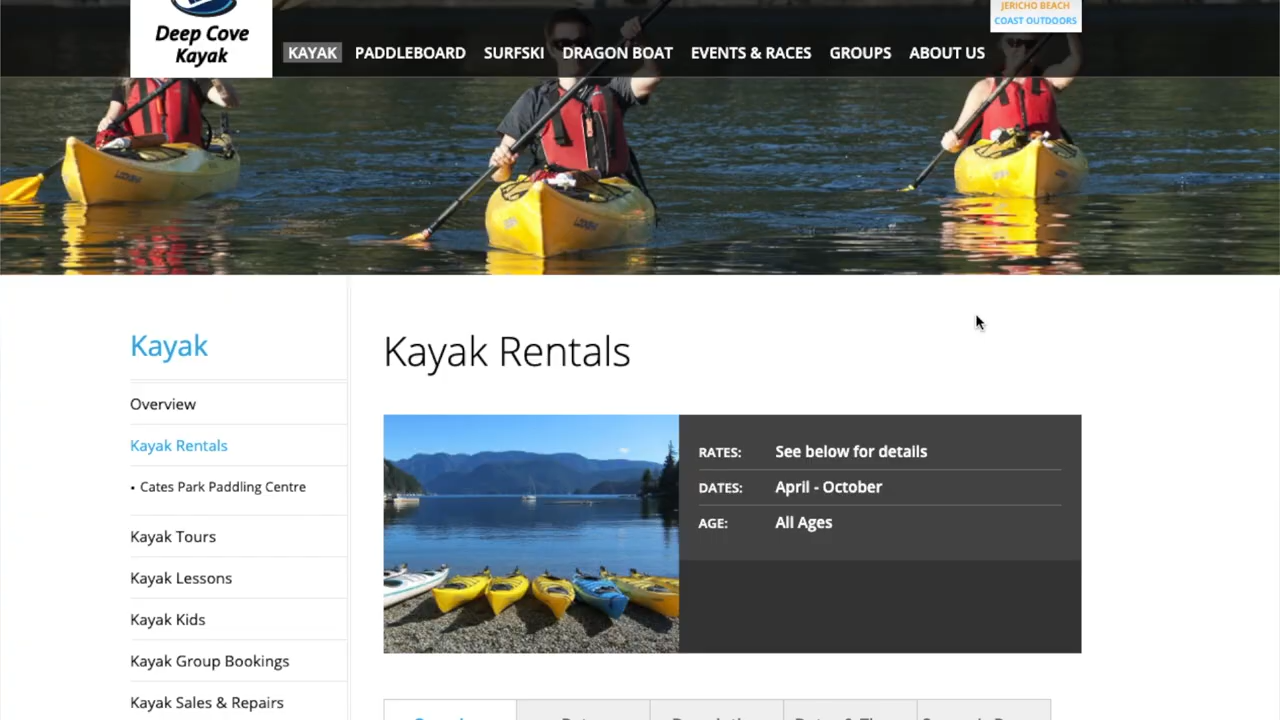 JERICHO BEACH
COAST OUTDOORS
Deep Cove
Kayak
KAYAK PADDLEBOARD SURFSKI DRAGON BOAT EVENTS & RACES GROUPS ABOUT US
Kayak
Overview
Kayak Rentals
• Cates Park Paddling Centre
Kayak Tours
Kayak Lessons
Kayak Kids
Kayak Group Bookings
Kayak Sales & Repairs
Kayak Rentals
RATES: See below for details
DATES: April - October
AGE: All Ages